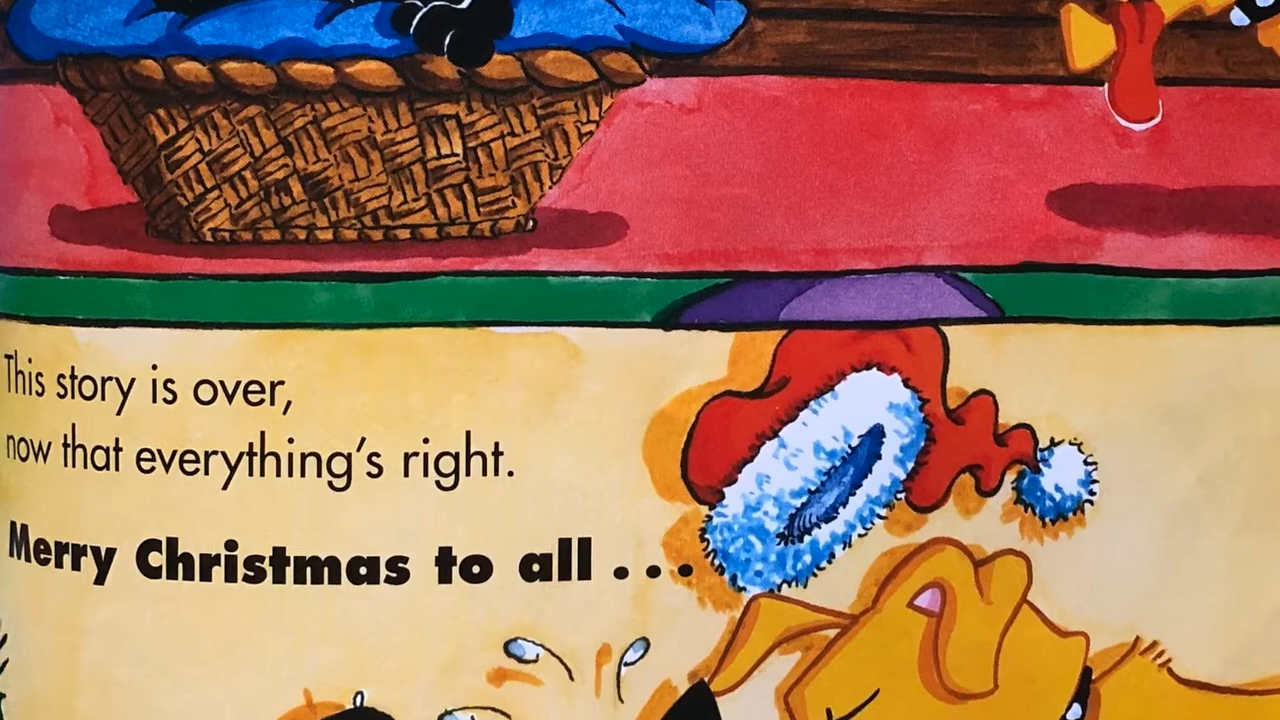 This story is over,
now that everything's right.
Merry Christmas to all . . .